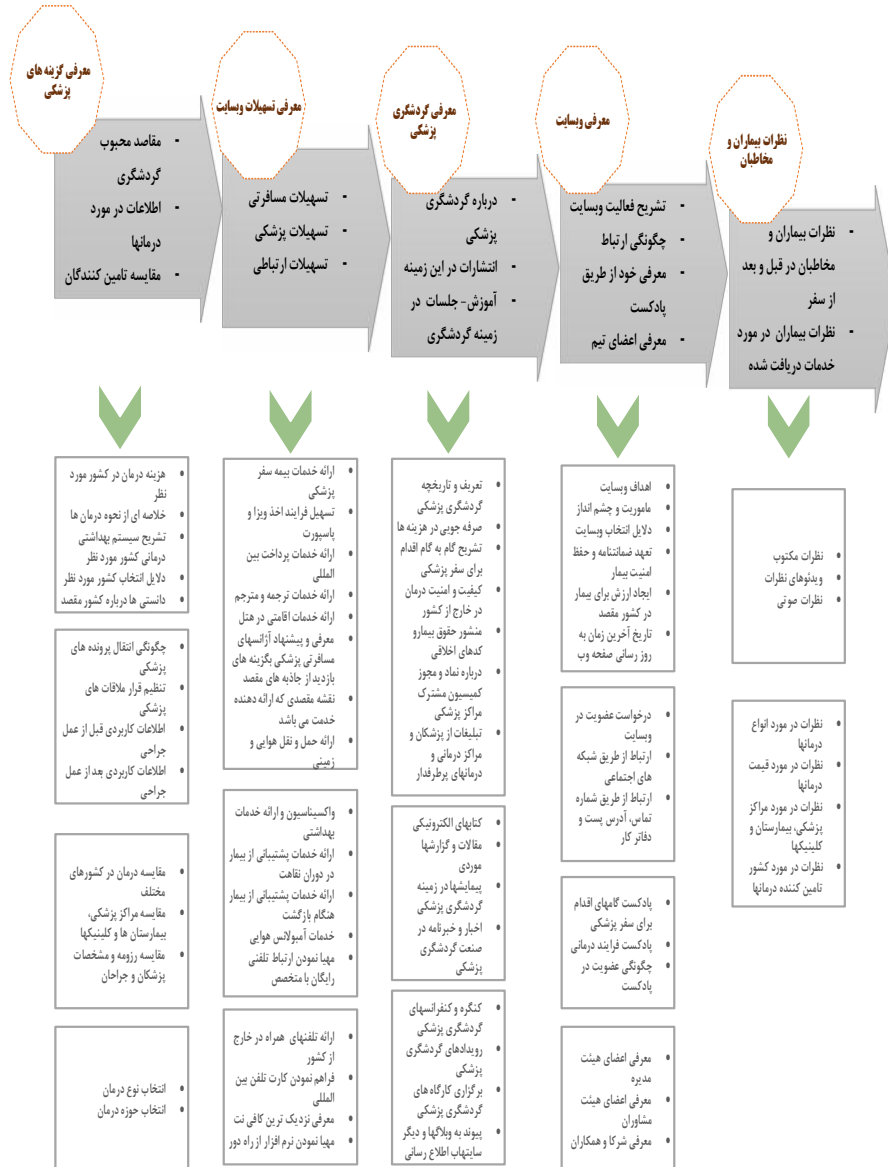 معرفی گزینه های
پزشکی
- مقاصد محبوب
گردشگری
- اطلاعات در مورد
درمانها
- مقایسه تامین کنندگان
• هزینه درمان در کشور مورد
نظر
• خلاصه ای از نحوه درمان ها
• تشریح سیستم بهداشتی
درمانی کشور مورد نظر
• دلایل انتخاب کشور مورد نظر
• دانستی ها درباره کشور مقصد
• چگونگی انتقال پرونده های
پزشکی
• تنظیم قرار ملاقات های
پزشکی
• اطلاعات کاربردی قبل از عمل
جراحی
• اطلاعات کاربردی بعد از عمل
جراحی
• مقایسه درمان در کشورهای
مختلف
• مقایسه مراکز پزشکی،
بیمارستان ها و کلینیکها
• مقایسه رزومه و مشخصات
پزشکان و جراحان
• انتخاب نوع درمان
• انتخاب حوزه درمان
معرفی تسهیلات وبسایت
- تسهیلات مسافرتی
- تسهیلات پزشکی
- تسهیلات ارتباطی
• ارائه خدمات بیمه سفر
پزشکی
• تسهیل فرایند اخذ ویزا و
پاسپورت
• ارائه خدمات پرداخت بین
المللی
• ارائه خدمات ترجمه و مترجم
• ارائه خدمات اقامتی در هتل
• معرفی و پیشنهاد آژانسهای
مسافرتی پزشکی بگزینه های
بازدید از جاذبه های مقصد
• نقشه مقصدی که ارائه دهنده
خدمت می باشد
• ارائه حمل و نقل هوایی و
زمینی
• واکسیناسیون و ارائه خدمات
بهداشتی
• ارائه خدمات پشتیبانی از بیمار
در دوران نقاهت
• ارائه خدمات پشتیبانی از بیمار
هنگام بازگشت
• خدمات آمبولانس هوایی
• مهیا نمودن ارتباط تلفنی
رایگان با متخصص
• ارائه تلفنهای همراه در خارج
از کشور
• فراهم نمودن کارت تلفن بین
المللی
• معرفی نزدیک ترین کافی نت
• مهیا نمودن نرم افزار از راه دور
معرفی گردشگری
پزشکی
- درباره گردشگری
پزشکی
- انتشارات در این زمینه
- آموزش- جلسات در
زمینه گردشگری
• تعریف و تاریخچه
گردشگری پزشکی
• صرفه جویی در هزینه ها
• تشریح گام به گام اقدام
برای سفر پزشکی
• کیفیت و امنیت درمان
در خارج از کشور
• منشور حقوق بیمارو
کدهای اخلاقی
• درباره نماد و مجوز
کمیسیون مشترک
مراکز پزشکی
• تبلیغات از پزشکان و
مراکز درمانی و
درمانهای پرطرفدار
• کتابهای الکترونیکی
• مقالات و گزارشها
موردی
• پیمایشها در زمینه
گردشگری پزشکی
• اخبار و خبرنامه در
صنعت گردشگری
پزشکی
• کنگره و کنفرانسهای
گردشگری پزشکی
• رویدادهای گردشگری
پزشکی
• برگزاری کارگاه های
گردشگری پزشکی
• پیوند به وبلاگها و دیگر
سایتهاب اطلاع رسانی
معرفی وبسایت
- تشریح فعالیت وبسایت
- چگونگی ارتباط
- معرفی خود از طریق
پادکست
- معرفی اعضای تیم
• اهداف وبسایت
• ماموریت و چشم انداز
• دلایل انتخاب وبسایت
• تعهد ضمانتنامه و حفظ
امنیت بیمار
• ایجاد ارزش برای بیمار
در کشور مقصد
• تاریخ آخرین زمان به
روز رسانی صفحه وب
• درخواست عضویت در
وبسایت
• ارتباط از طریق شبکه
های اجتماعی
• ارتباط از طریق شماره
تماس، آدرس پست و
دفاتر کار
• پادکست گامهای اقدام
برای سفر پزشکی
• پادکست فرایند درمانی
• چگونگی عضویت در
پادکست
• معرفی اعضای هیئت
مدیره
• معرفی اعضای هیئت
مشاوران
• معرفی شرکا و همکاران
نظرات بیماران و
مخاطبان
- نظرات بیماران و
مخاطبان در قبل و بعد
از سفر
- نظرات بیماران در مورد
خدمات دریافت شده
• نظرات مکتوب
• ویدئوهای نظرات
• نظرات صوتی
• نظرات در مورد انواع
درمانها
• نظرات در مورد قیمت
درمانها
• نظرات در مورد مراکز
پزشکی، بیمارستان و
کلینیکها
• نظرات در مورد کشور
تامین کننده درمانها